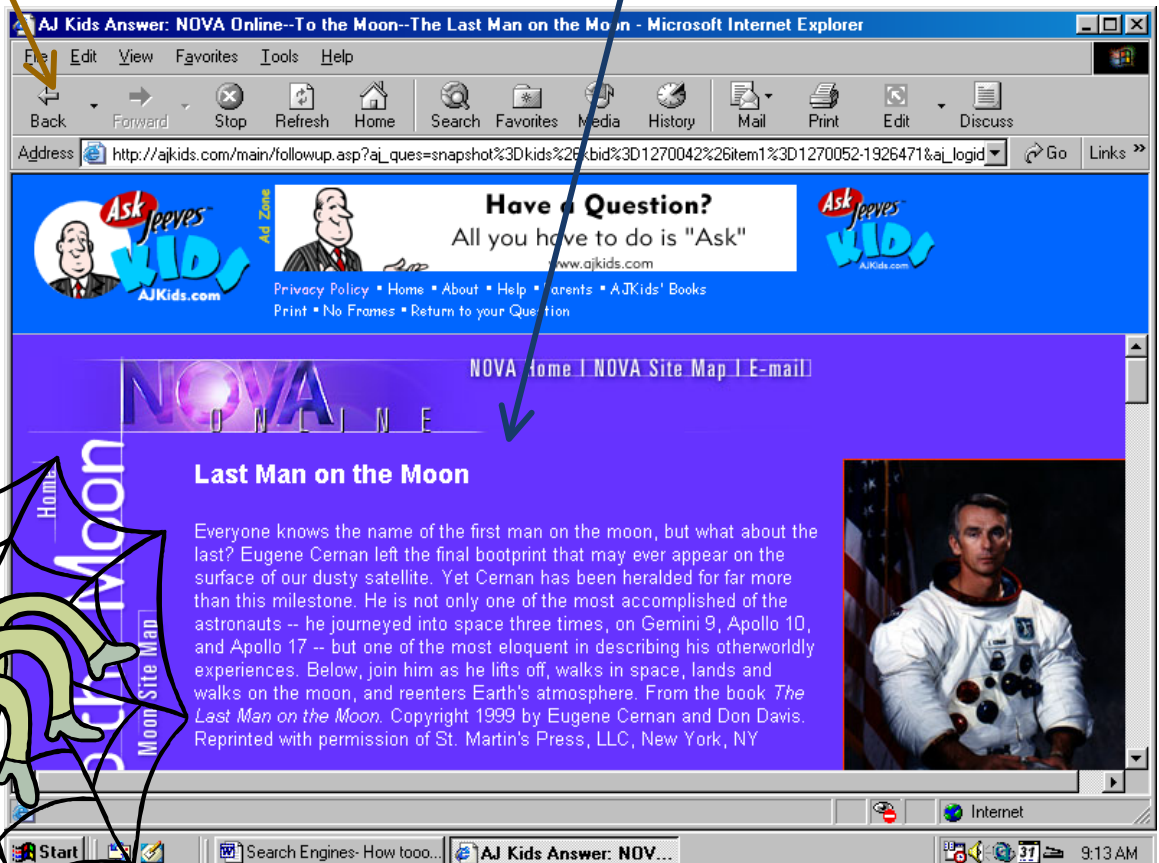 AJ Kids Answer: NOVA Online--To the Moon--The Last Man on the Moon - Microsoft Internet Explorer
File Edit View Favorites Tools Help
Back Forward Stop Refresh Home Search Favorites Media History Mail Print Edit Discuss
Address http://ajkids.com/main/followup.asp?aj_ques=snapshot%3Dkids%26kbid%3D1270042%26item1%3D1270052-1926471&aj_logid Go Links »
Ask Jeeves KIDS
AJKids.com
Ad Zone
Have a Question?
All you have to do is "Ask"
www.ajkids.com
Ask Jeeves KIDS
AJKids.com
Privacy Policy ▪ Home ▪ About ▪ Help ▪ Parents ▪ AJKids' Books
Print ▪ No Frames ▪ Return to your Question
NOVA Home | NOVA Site Map | E-mail
NOVA
ONLINE
Home
Moon
Moon Site Map
Last Man on the Moon
Everyone knows the name of the first man on the moon, but what about the
last? Eugene Cernan left the final bootprint that may ever appear on the
surface of our dusty satellite. Yet Cernan has been heralded for far more
than this milestone. He is not only one of the most accomplished of the
astronauts -- he journeyed into space three times, on Gemini 9, Apollo 10,
and Apollo 17 -- but one of the most eloquent in describing his otherworldly
experiences. Below, join him as he lifts off, walks in space, lands and
walks on the moon, and reenters Earth's atmosphere. From the book The
Last Man on the Moon. Copyright 1999 by Eugene Cernan and Don Davis.
Reprinted with permission of St. Martin's Press, LLC, New York, NY
Internet
Start Search Engines- How tooo... AJ Kids Answer: NOV... 31 9:13 AM